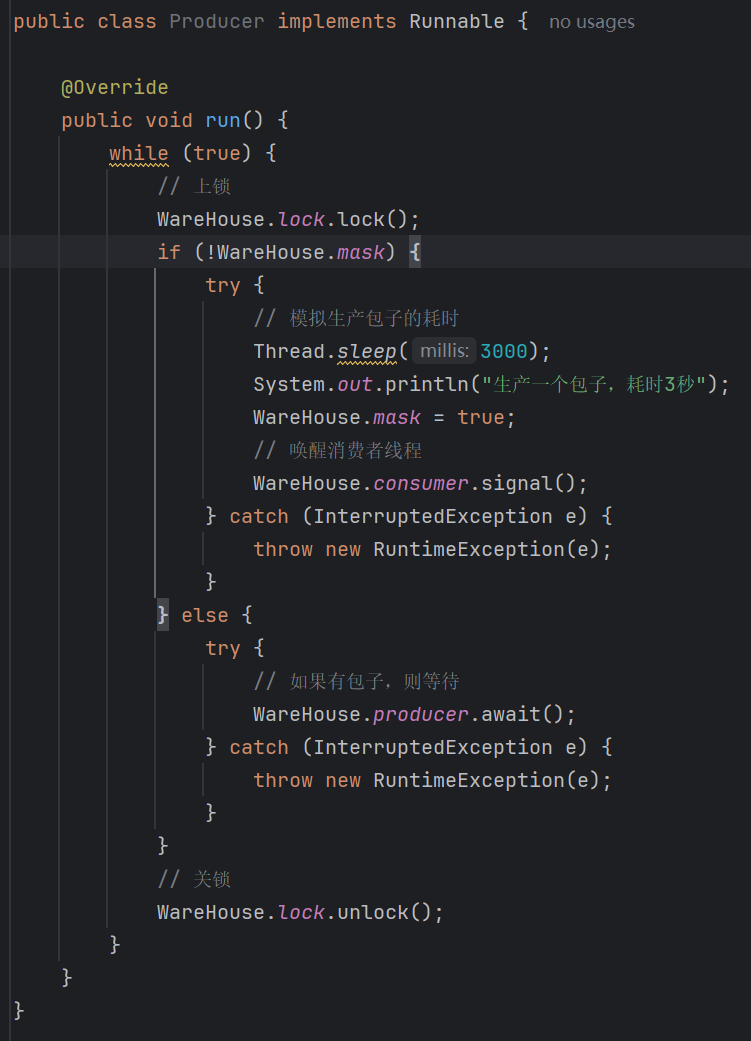 public class Producer implements Runnable { no usages
@Override
public void run() {
while (true) {
// 上锁
WareHouse.lock.lock();
if (!WareHouse.mask) {
try {
// 模拟生产包子的耗时
Thread.sleep( millis: 3000);
System.out.println("生产一个包子，耗时3秒");
WareHouse.mask = true;
// 唤醒消费者线程
WareHouse.consumer.signal();
} catch (InterruptedException e) {
throw new RuntimeException(e);
}
} else {
try {
// 如果有包子，则等待
WareHouse.producer.await();
} catch (InterruptedException e) {
throw new RuntimeException(e);
}
}
// 关锁
WareHouse.lock.unlock();
}
}
}